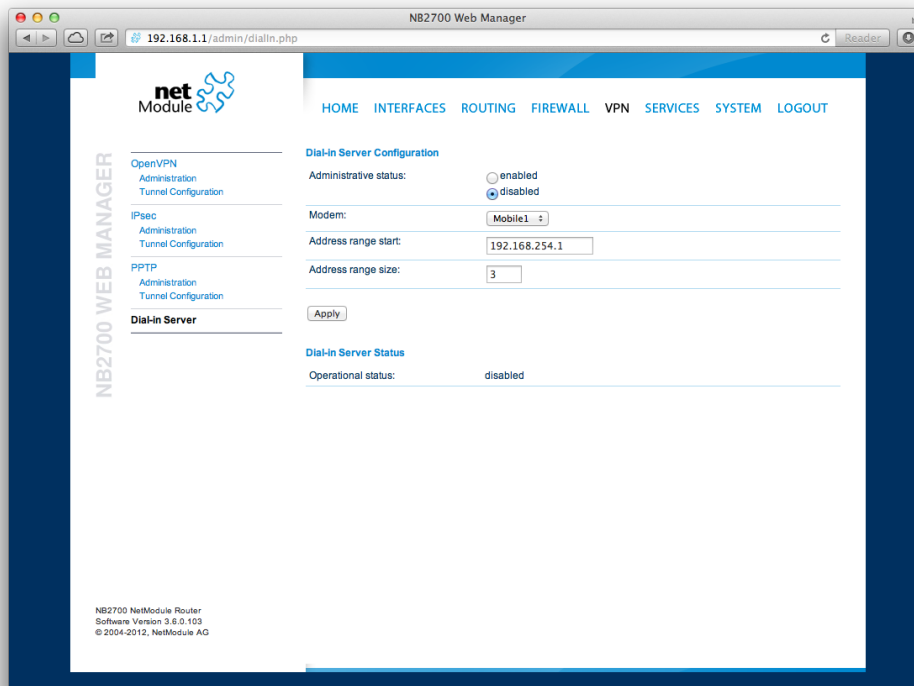 NB2700 Web Manager
192.168.1.1/admin/dialIn.php
Reader
net
Module
HOME INTERFACES ROUTING FIREWALL VPN SERVICES SYSTEM LOGOUT
NB2700 WEB MANAGER
OpenVPN
Administration
Tunnel Configuration
IPsec
Administration
Tunnel Configuration
PPTP
Administration
Tunnel Configuration
Dial-in Server
Dial-in Server Configuration
Administrative status:
enabled
disabled
Modem:
Mobile1
Address range start:
192.168.254.1
Address range size:
3
Apply
Dial-in Server Status
Operational status:
disabled
NB2700 NetModule Router
Software Version 3.6.0.103
© 2004-2012, NetModule AG